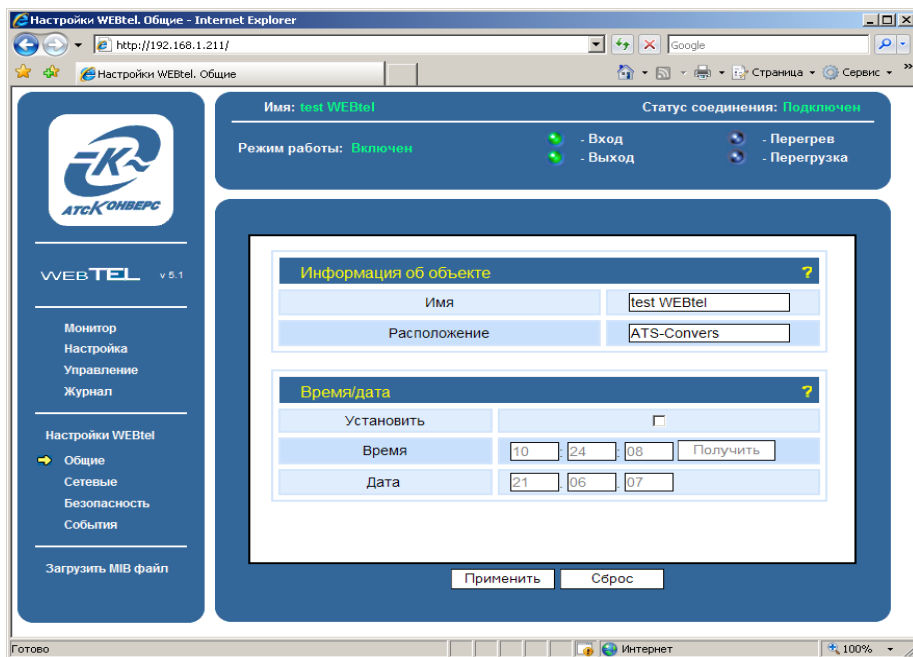 Настройки WEBtel. Общие - Internet Explorer
http://192.168.1.211/
Google
Настройки WEBtel. Общие
Страница
Сервис
»
Имя: test WEBtel
Статус соединения: Подключен
Режим работы: Включен
- Вход
- Перегрев
- Выход
- Перегрузка
АТС КОНВЕРС
WEBTEL v 5.1
Монитор
Настройка
Управление
Журнал
Настройки WEBtel
Общие
Сетевые
Безопасность
События
Загрузить MIB файл
Информация об объекте ?
Имя test WEBtel
Расположение ATS-Convers
Время/дата ?
Установить
Время 10 : 24 : 08 Получить
Дата 21 . 06 . 07
Применить Сброс
Готово
Интернет
100%